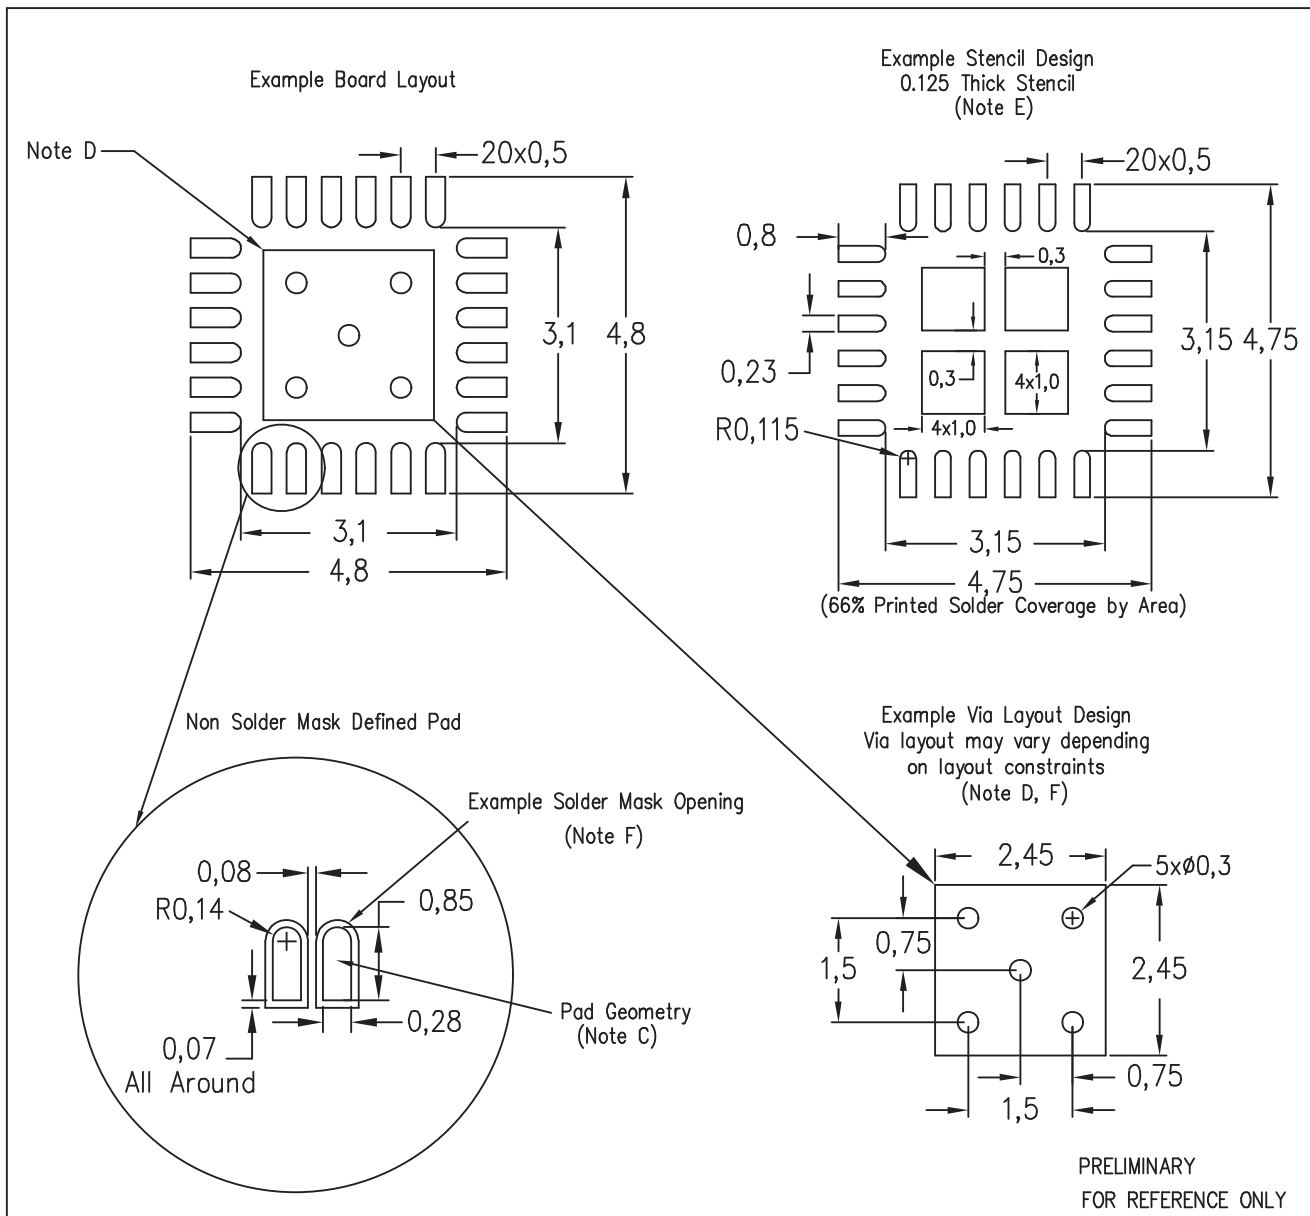 Example Board Layout
Note D
20x0,5
3,1
4,8
3,1
4,8
Example Stencil Design
0.125 Thick Stencil
(Note E)
20x0,5
0,8
0,3
0,23
3,15
4,75
0,3
4x1,0
R0,115
4x1,0
3,15
4,75
(66% Printed Solder Coverage by Area)
Non Solder Mask Defined Pad
Example Solder Mask Opening
(Note F)
0,08
R0,14
0,85
0,28
Pad Geometry
(Note C)
0,07
All Around
Example Via Layout Design
Via layout may vary depending
on layout constraints
(Note D, F)
2,45
5xø0,3
0,75
1,5
2,45
0,75
1,5
PRELIMINARY
FOR REFERENCE ONLY